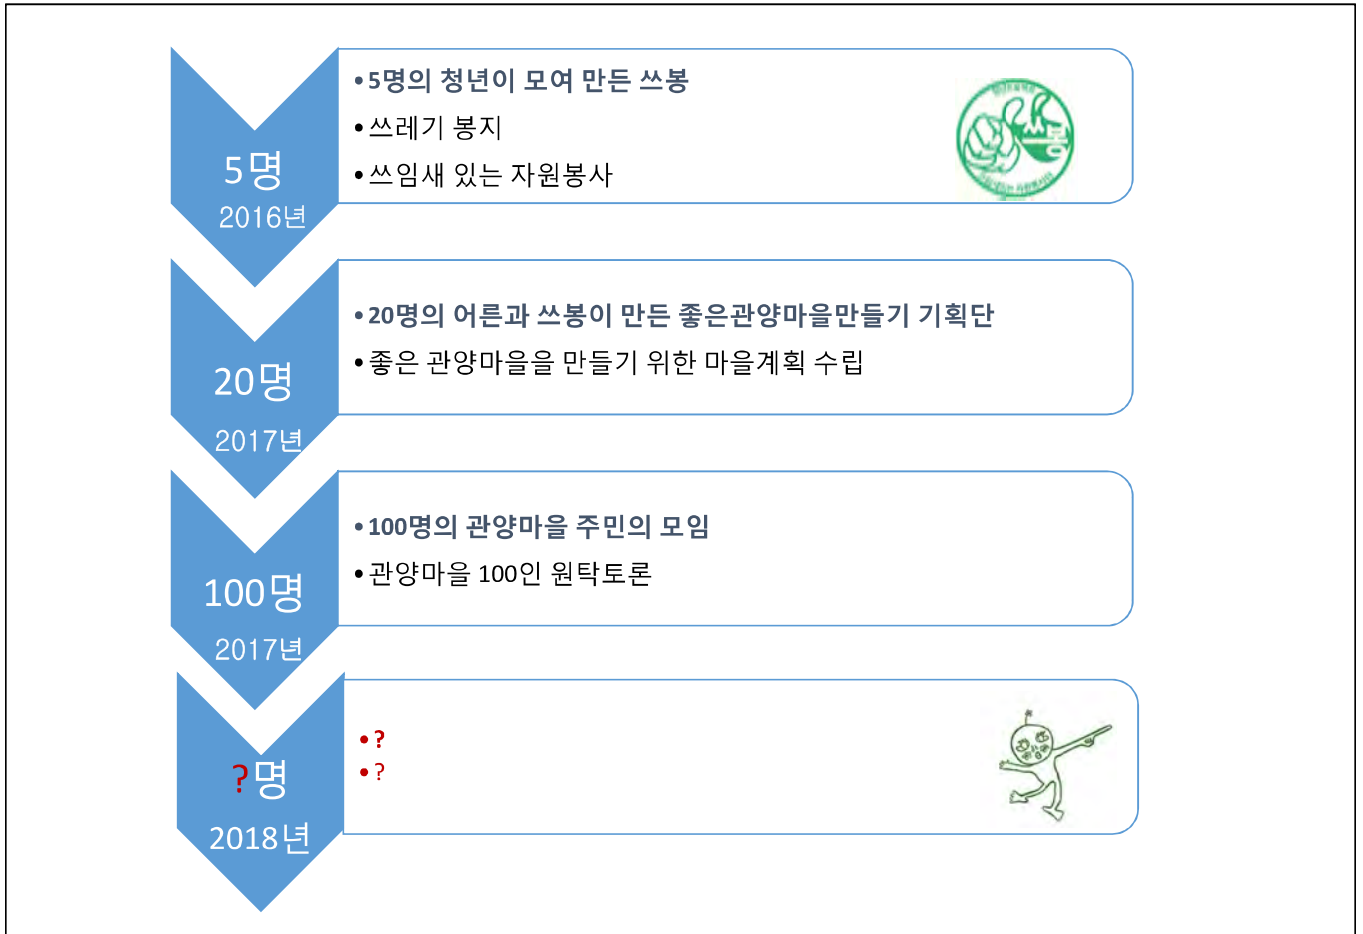 5명
2016년
•5명의 청년이 모여 만든 쓰봉
•쓰레기 봉지
•쓰임새 있는 자원봉사
쓰봉
20명
2017년
•20명의 어른과 쓰봉이 만든 좋은관양마을만들기 기획단
•좋은 관양마을을 만들기 위한 마을계획 수립
100명
2017년
•100명의 관양마을 주민의 모임
•관양마을 100인 원탁토론
?명
2018년
•?
•?